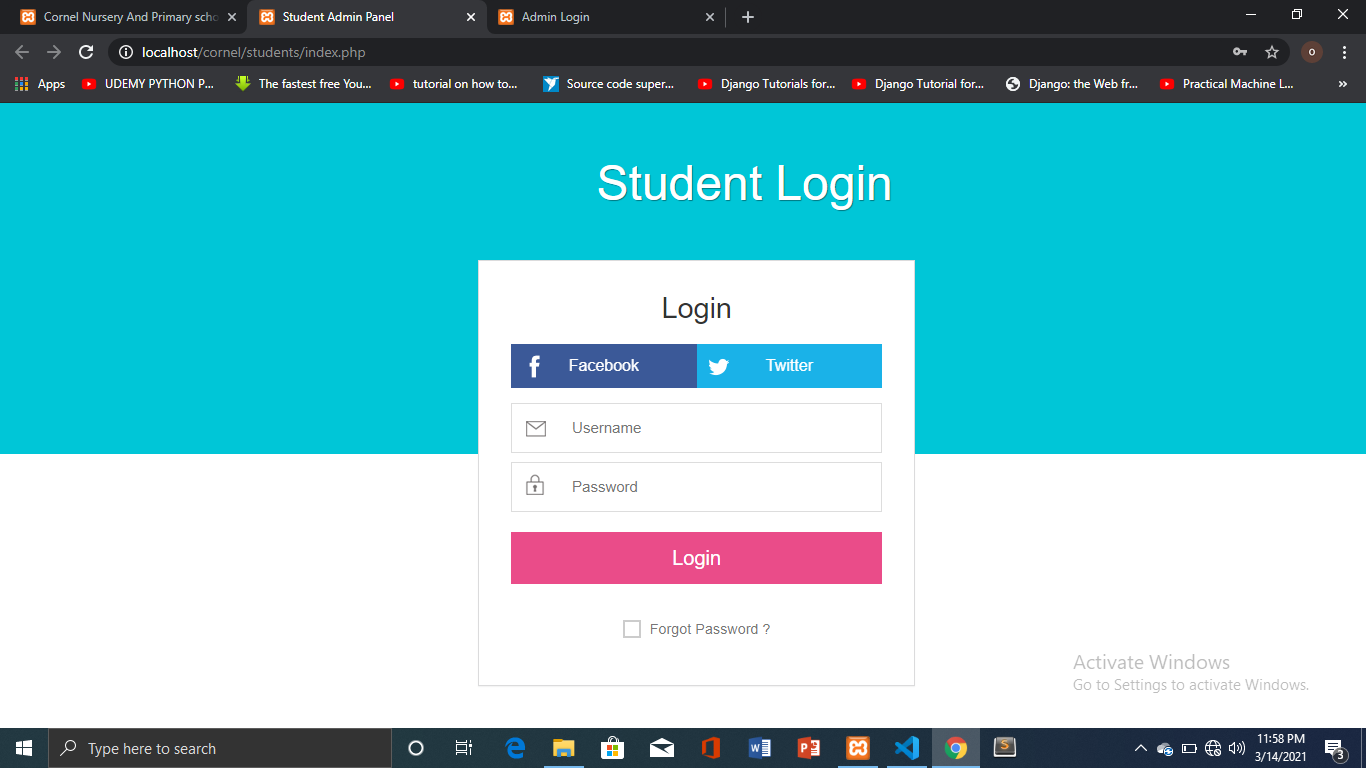 Cornel Nursery And Primary scho
Student Admin Panel
Admin Login
localhost/cornel/students/index.php
O
Apps
UDEMY PYTHON P...
The fastest free You...
tutorial on how to...
Source code super...
Django Tutorials for...
Django Tutorial for...
Django: the Web fr...
Practical Machine L...
Student Login
Login
Facebook
Twitter
Username
Password
Login
Forgot Password ?
Activate Windows
Go to Settings to activate Windows.
Type here to search
11:58 PM
3/14/2021
3